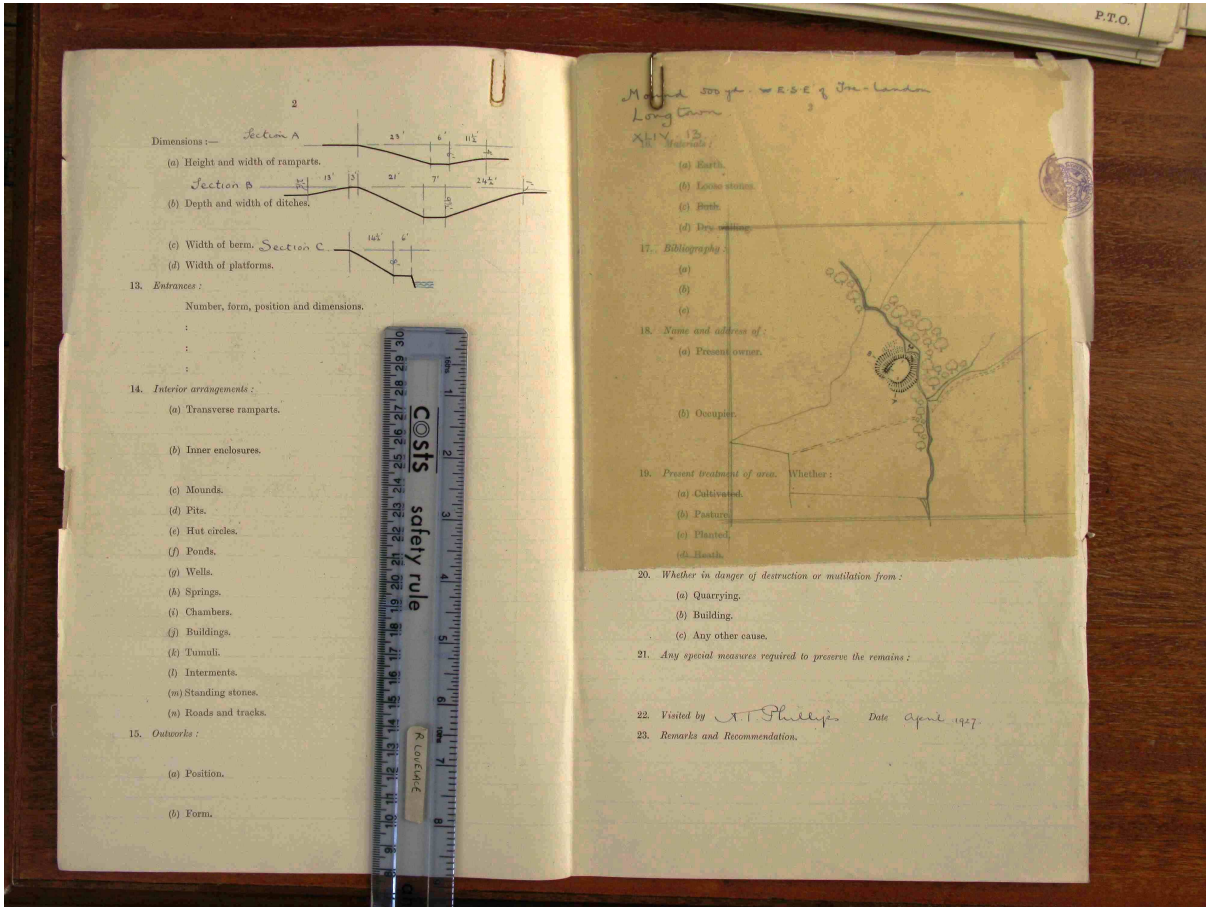 P.T.O.
2
Dimensions :— Section A 23' 6' 11½'
(a) Height and width of ramparts.
Section B 13' 3' 21' 7' 24½'
(b) Depth and width of ditches.
(c) Width of berm. Section C 14½' 6'
(d) Width of platforms.
13. Entrances :
Number, form, position and dimensions.
:
:
:
14. Interior arrangements :
(a) Transverse ramparts.
(b) Inner enclosures.
(c) Mounds.
(d) Pits.
(e) Hut circles.
(f) Ponds.
(g) Wells.
(h) Springs.
(i) Chambers.
(j) Buildings.
(k) Tumuli.
(l) Interments.
(m) Standing stones.
(n) Roads and tracks.
15. Outworks :
(a) Position.
(b) Form.
COSTS safety rule
R LOVELACE
Mound 500 yd. E.S.E of Tre-Landon
3
Longtown
XLIV - 13
Materials :
(a) Earth.
(b) Loose stones.
(c) Both.
(d) Dry walling.
17. Bibliography :
(a)
(b)
(c)
18. Name and address of :
(a) Present owner.
(b) Occupier.
19. Present treatment of area. Whether :
(a) Cultivated.
(b) Pasture.
(c) Planted.
(d) Heath.
20. Whether in danger of destruction or mutilation from :
(a) Quarrying.
(b) Building.
(c) Any other cause.
21. Any special measures required to preserve the remains :
22. Visited by A.T. Phillips Date April 1927.
23. Remarks and Recommendation.